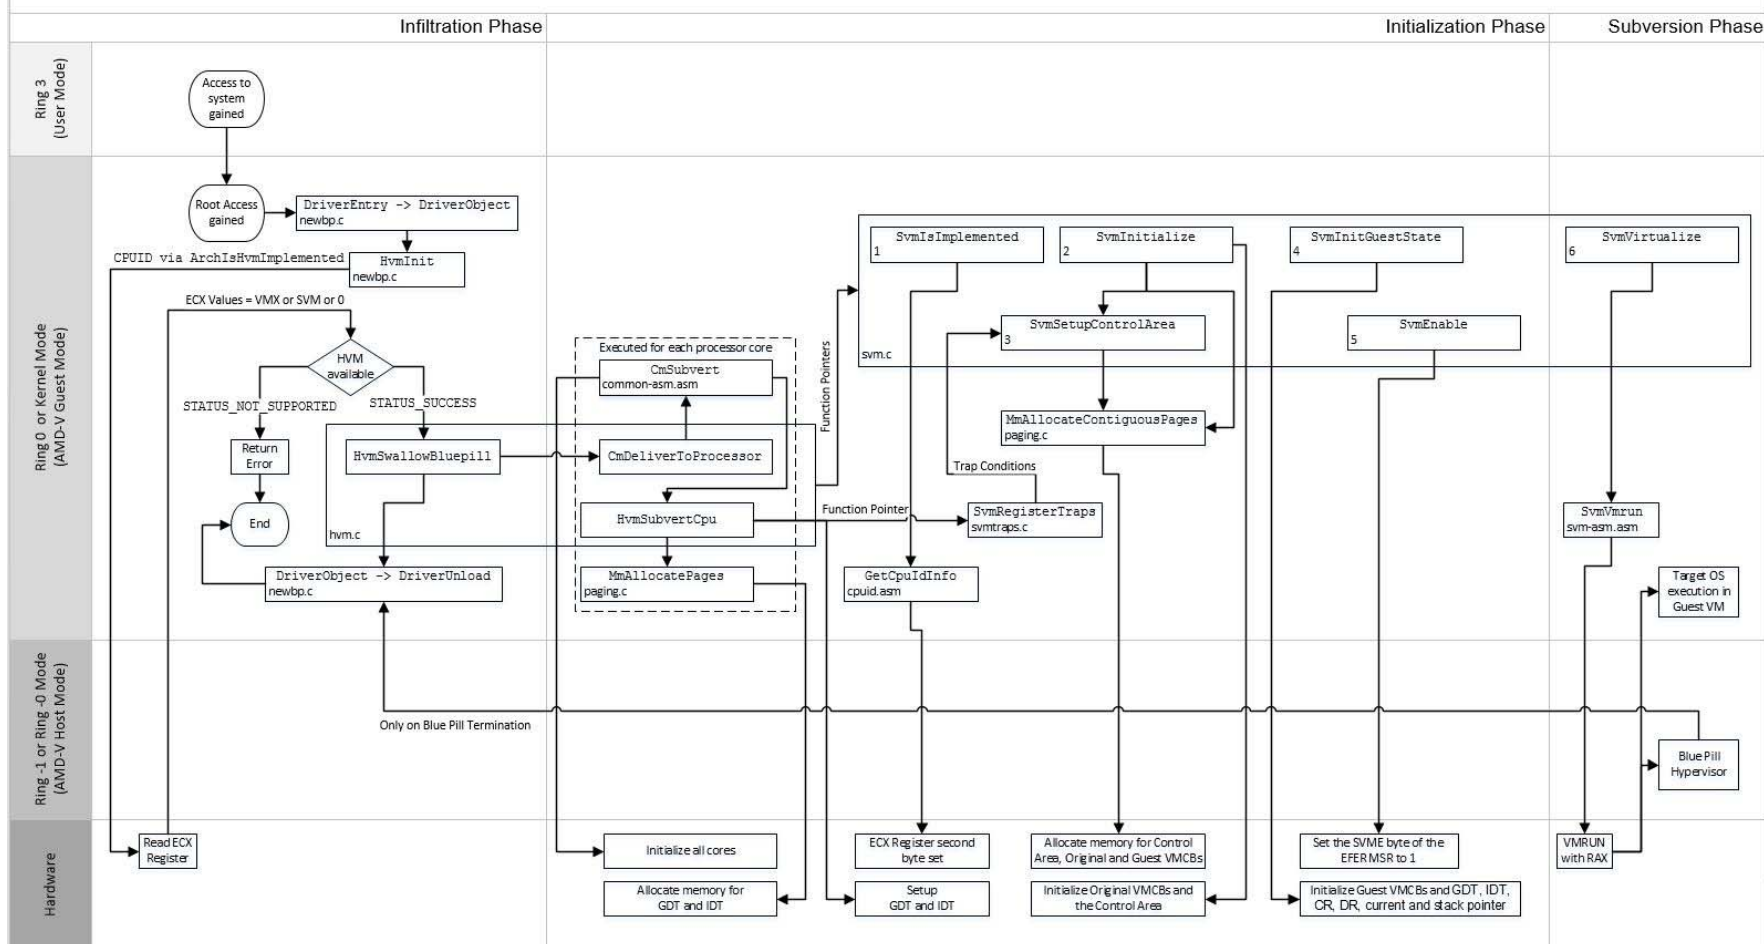 Infiltration Phase
Initialization Phase
Subversion Phase
Ring 3
(User Mode)
Access to
system
gained
Ring 0 or Kernel Mode
(AMD-V Guest Mode)
Root Access
gained
DriverEntry -> DriverObject
newbp.c
CPUID via ArchIsHvmImplemented
HvmInit
newbp.c
ECX Values = VMX or SVM or 0
HVM
available
STATUS_NOT_SUPPORTED
STATUS_SUCCESS
Return
Error
End
HvmSwallowBluepill
hvm.c
DriverObject -> DriverUnload
newbp.c
Executed for each processor core
CmSubvert
common-asm.asm
CmDeliverToProcessor
HvmSubvertCpu
MmAllocatePages
paging.c
Function Pointers
Function Pointer
SvmIsImplemented
1
SvmInitialize
2
SvmInitGuestState
4
SvmVirtualize
6
SvmSetupControlArea
3
SvmEnable
5
svm.c
MmAllocateContiguousPages
paging.c
Trap Conditions
SvmRegisterTraps
svmtraps.c
GetCpuIdInfo
cpuid.asm
SvmVmrun
svm-asm.asm
Target OS
execution in
Guest VM
Ring -1 or Ring -0 Mode
(AMD-V Host Mode)
Only on Blue Pill Termination
Blue Pill
Hypervisor
Hardware
Read ECX
Register
Initialize all cores
ECX Register second
byte set
Allocate memory for Control
Area, Original and Guest VMCBs
Set the SVME byte of the
EFER MSR to 1
VMRUN
with RAX
Allocate memory for
GDT and IDT
Setup
GDT and IDT
Initialize Original VMCBs and
the Control Area
Initialize Guest VMCBs and GDT, IDT,
CR, DR, current and stack pointer